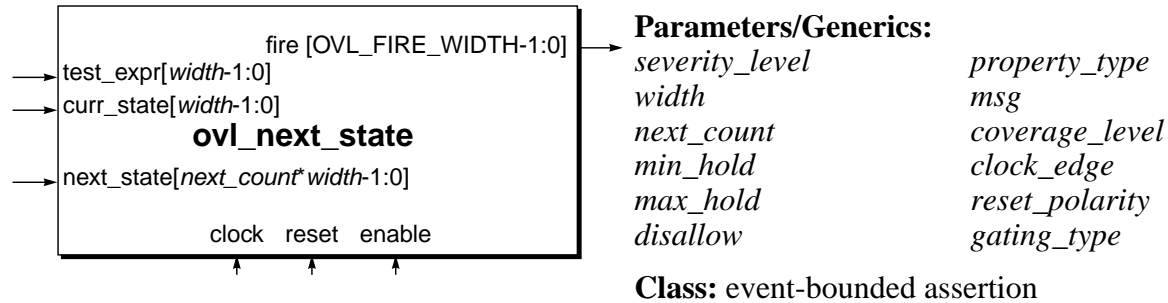 fire [OVL_FIRE_WIDTH-1:0]
test_expr[width-1:0]
curr_state[width-1:0]
ovl_next_state
next_state[next_count*width-1:0]
clock reset enable
Parameters/Generics:
severity_level property_type
width msg
next_count coverage_level
min_hold clock_edge
max_hold reset_polarity
disallow gating_type
Class: event-bounded assertion